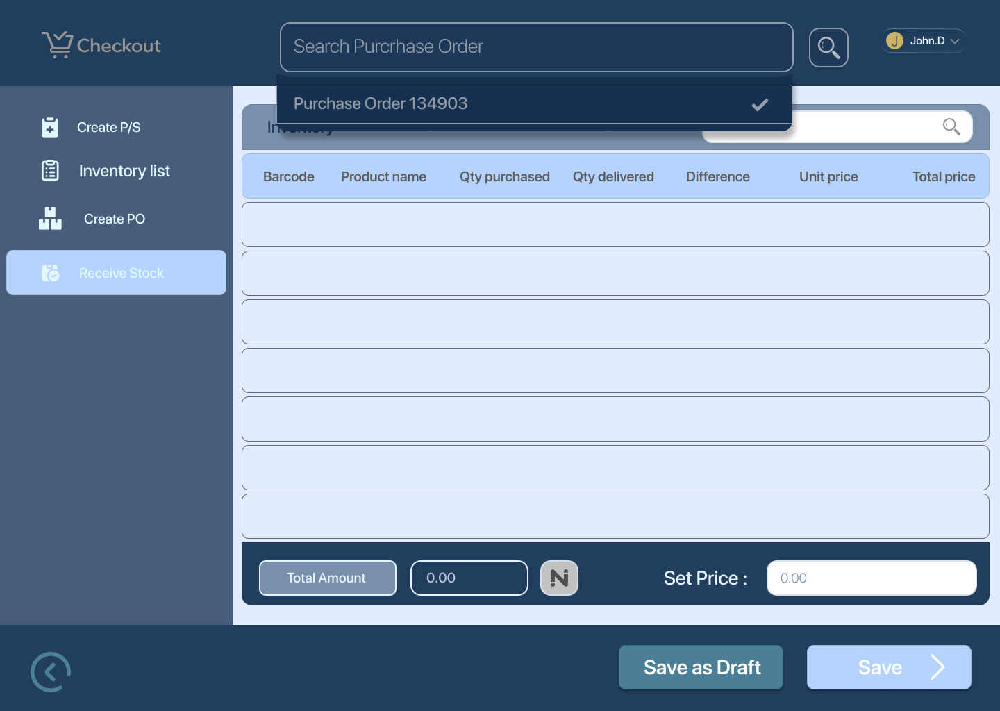 Checkout
Search Purcrhase Order
J John.D
Purchase Order 134903
Create P/S
Inventory
Inventory list
Barcode Product name Qty purchased Qty delivered Difference Unit price Total price
Create PO
Receive Stock
Total Amount 0.00 N Set Price : 0.00
Save as Draft Save